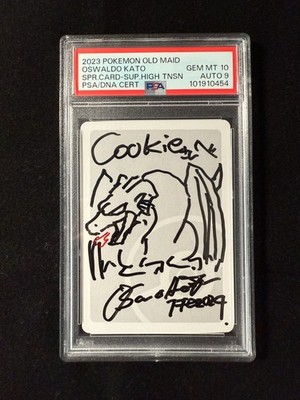 2023 POKEMON OLD MAID
OSWALDO KATO GEM MT 10
SPR.CARD-SUP.HIGH TNSN AUTO 9
PSA/DNA CERT PSA 101910454
Cookie